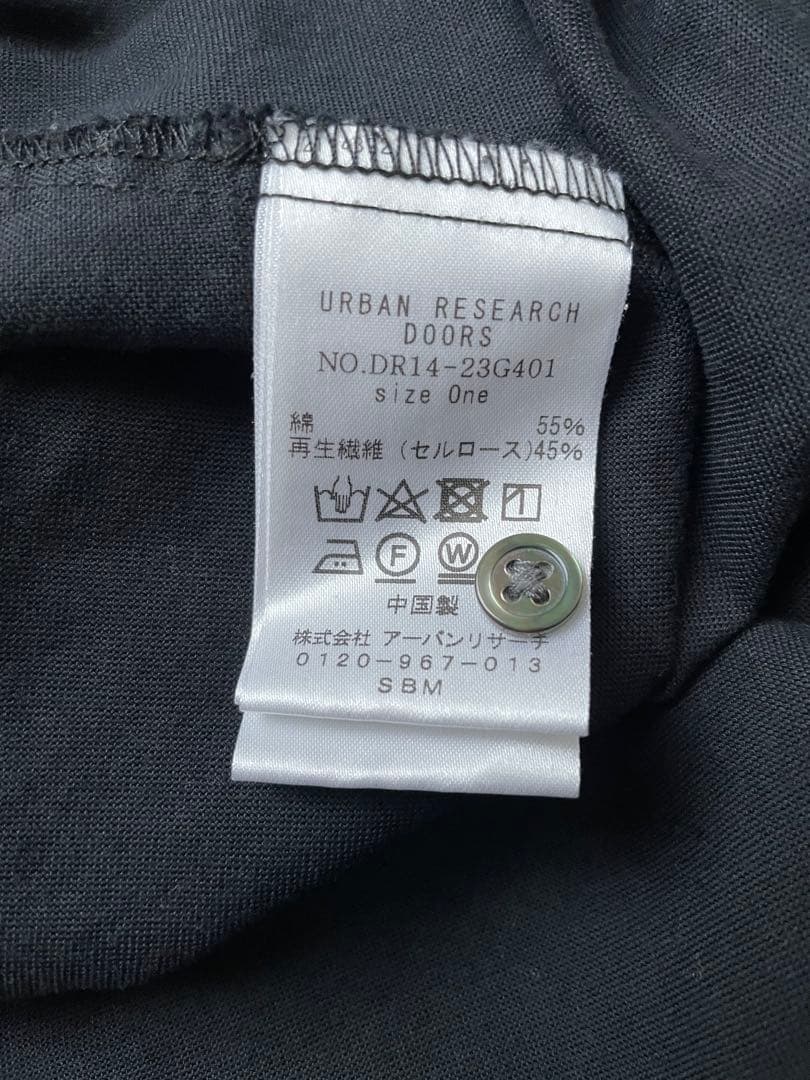 URBAN RESEARCH
DOORS
NO.DR14-23G401
size One
綿 55%
再生繊維 (セルロース)45%
F W
中国製
株式会社 アーバンリサーチ
0120-967-013
SBM